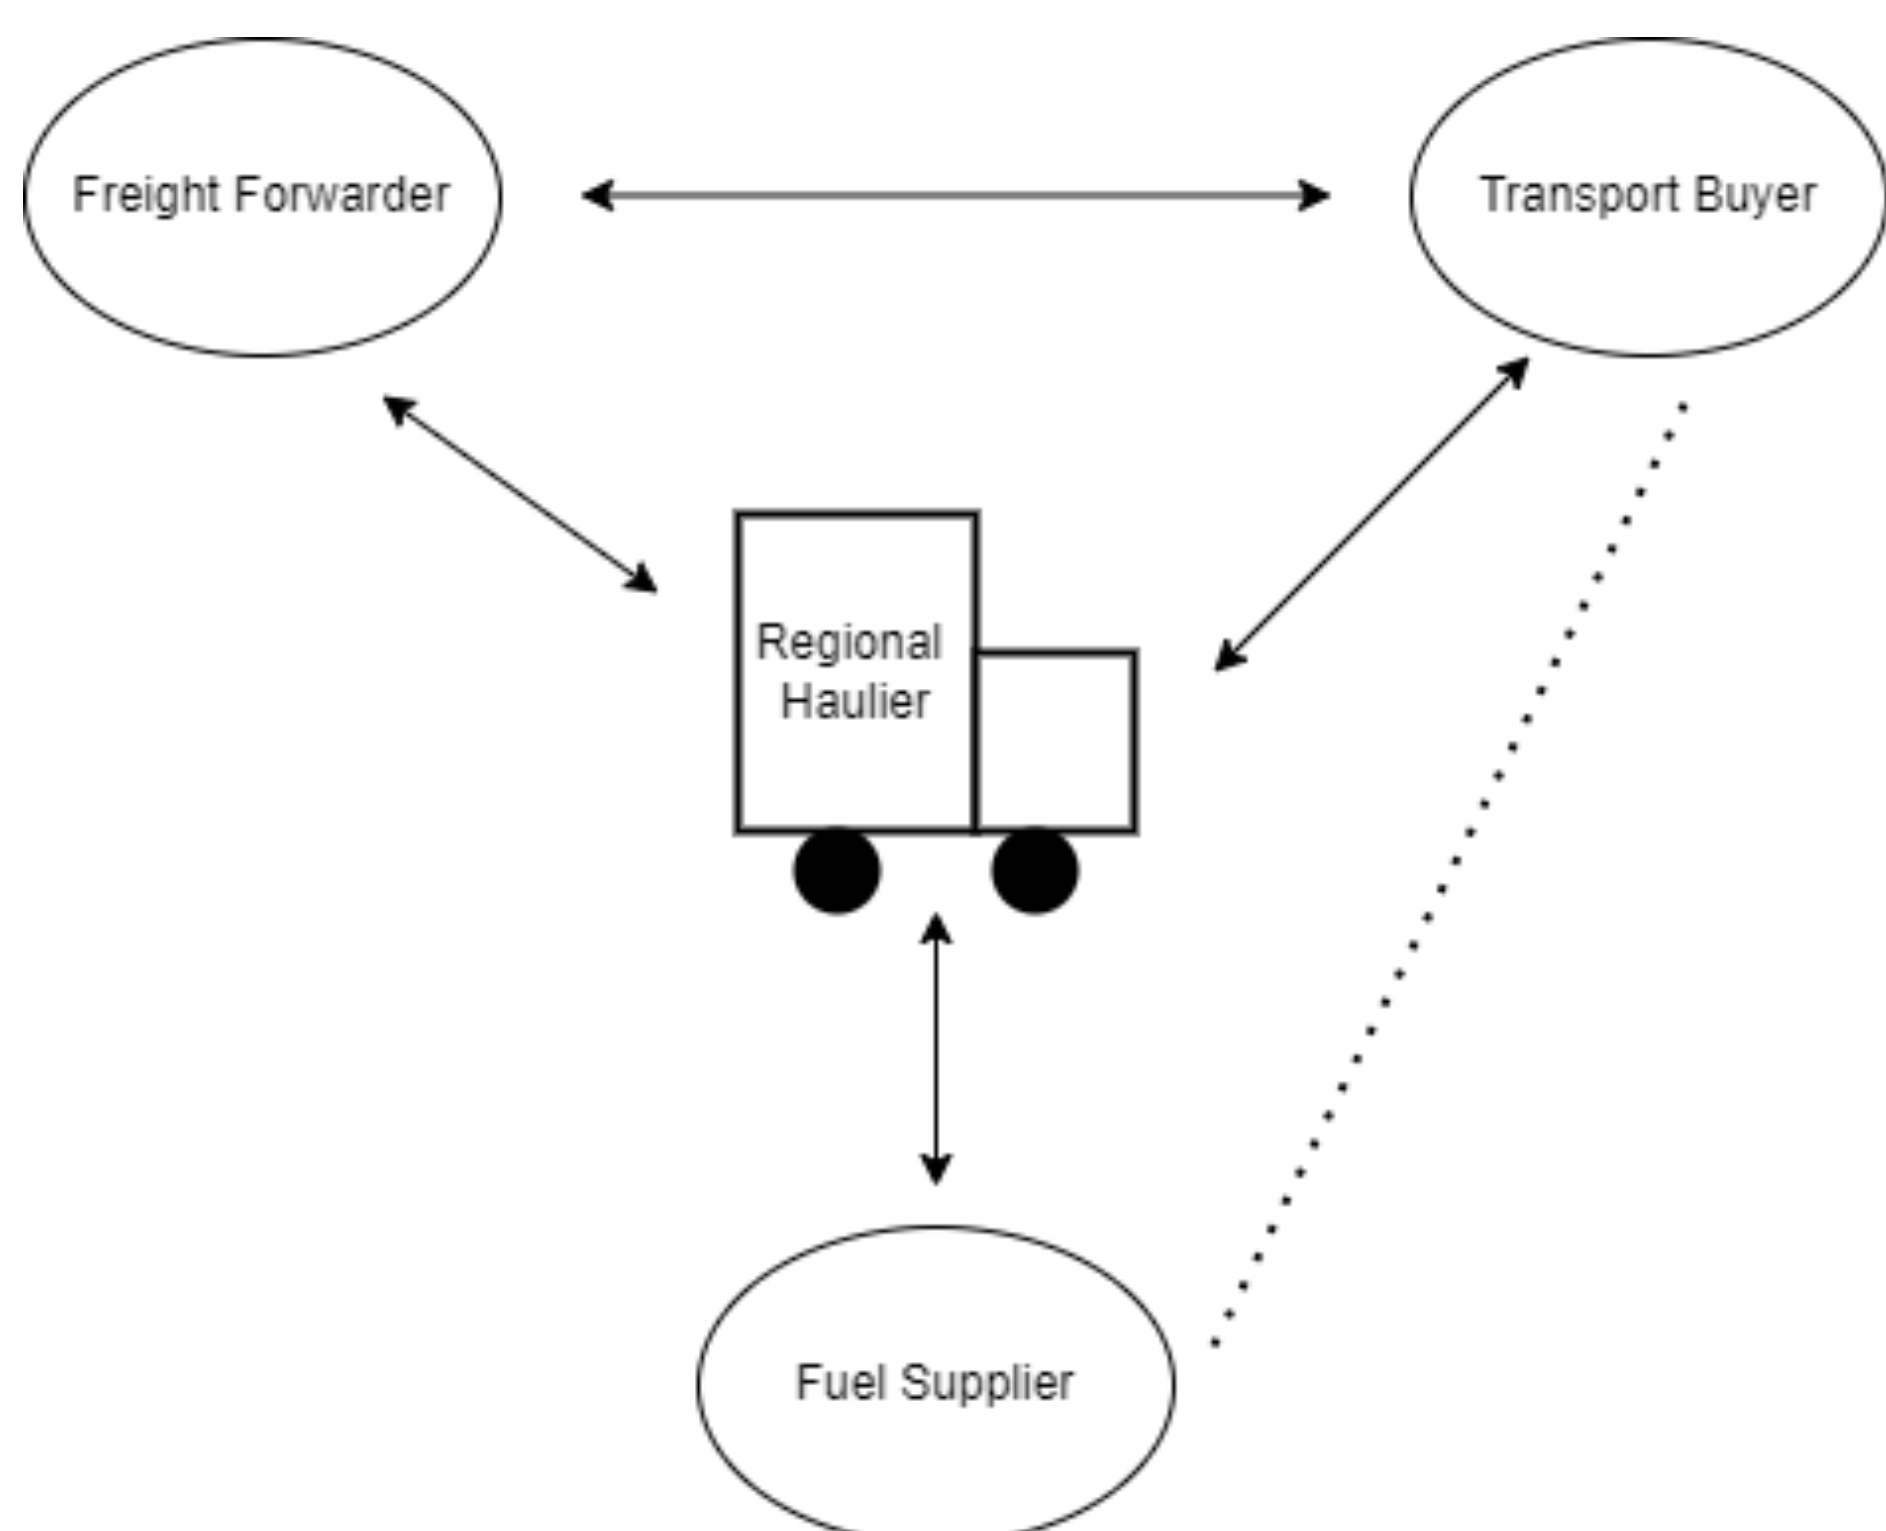 Freight Forwarder
Transport Buyer
Regional
Haulier
Fuel Supplier